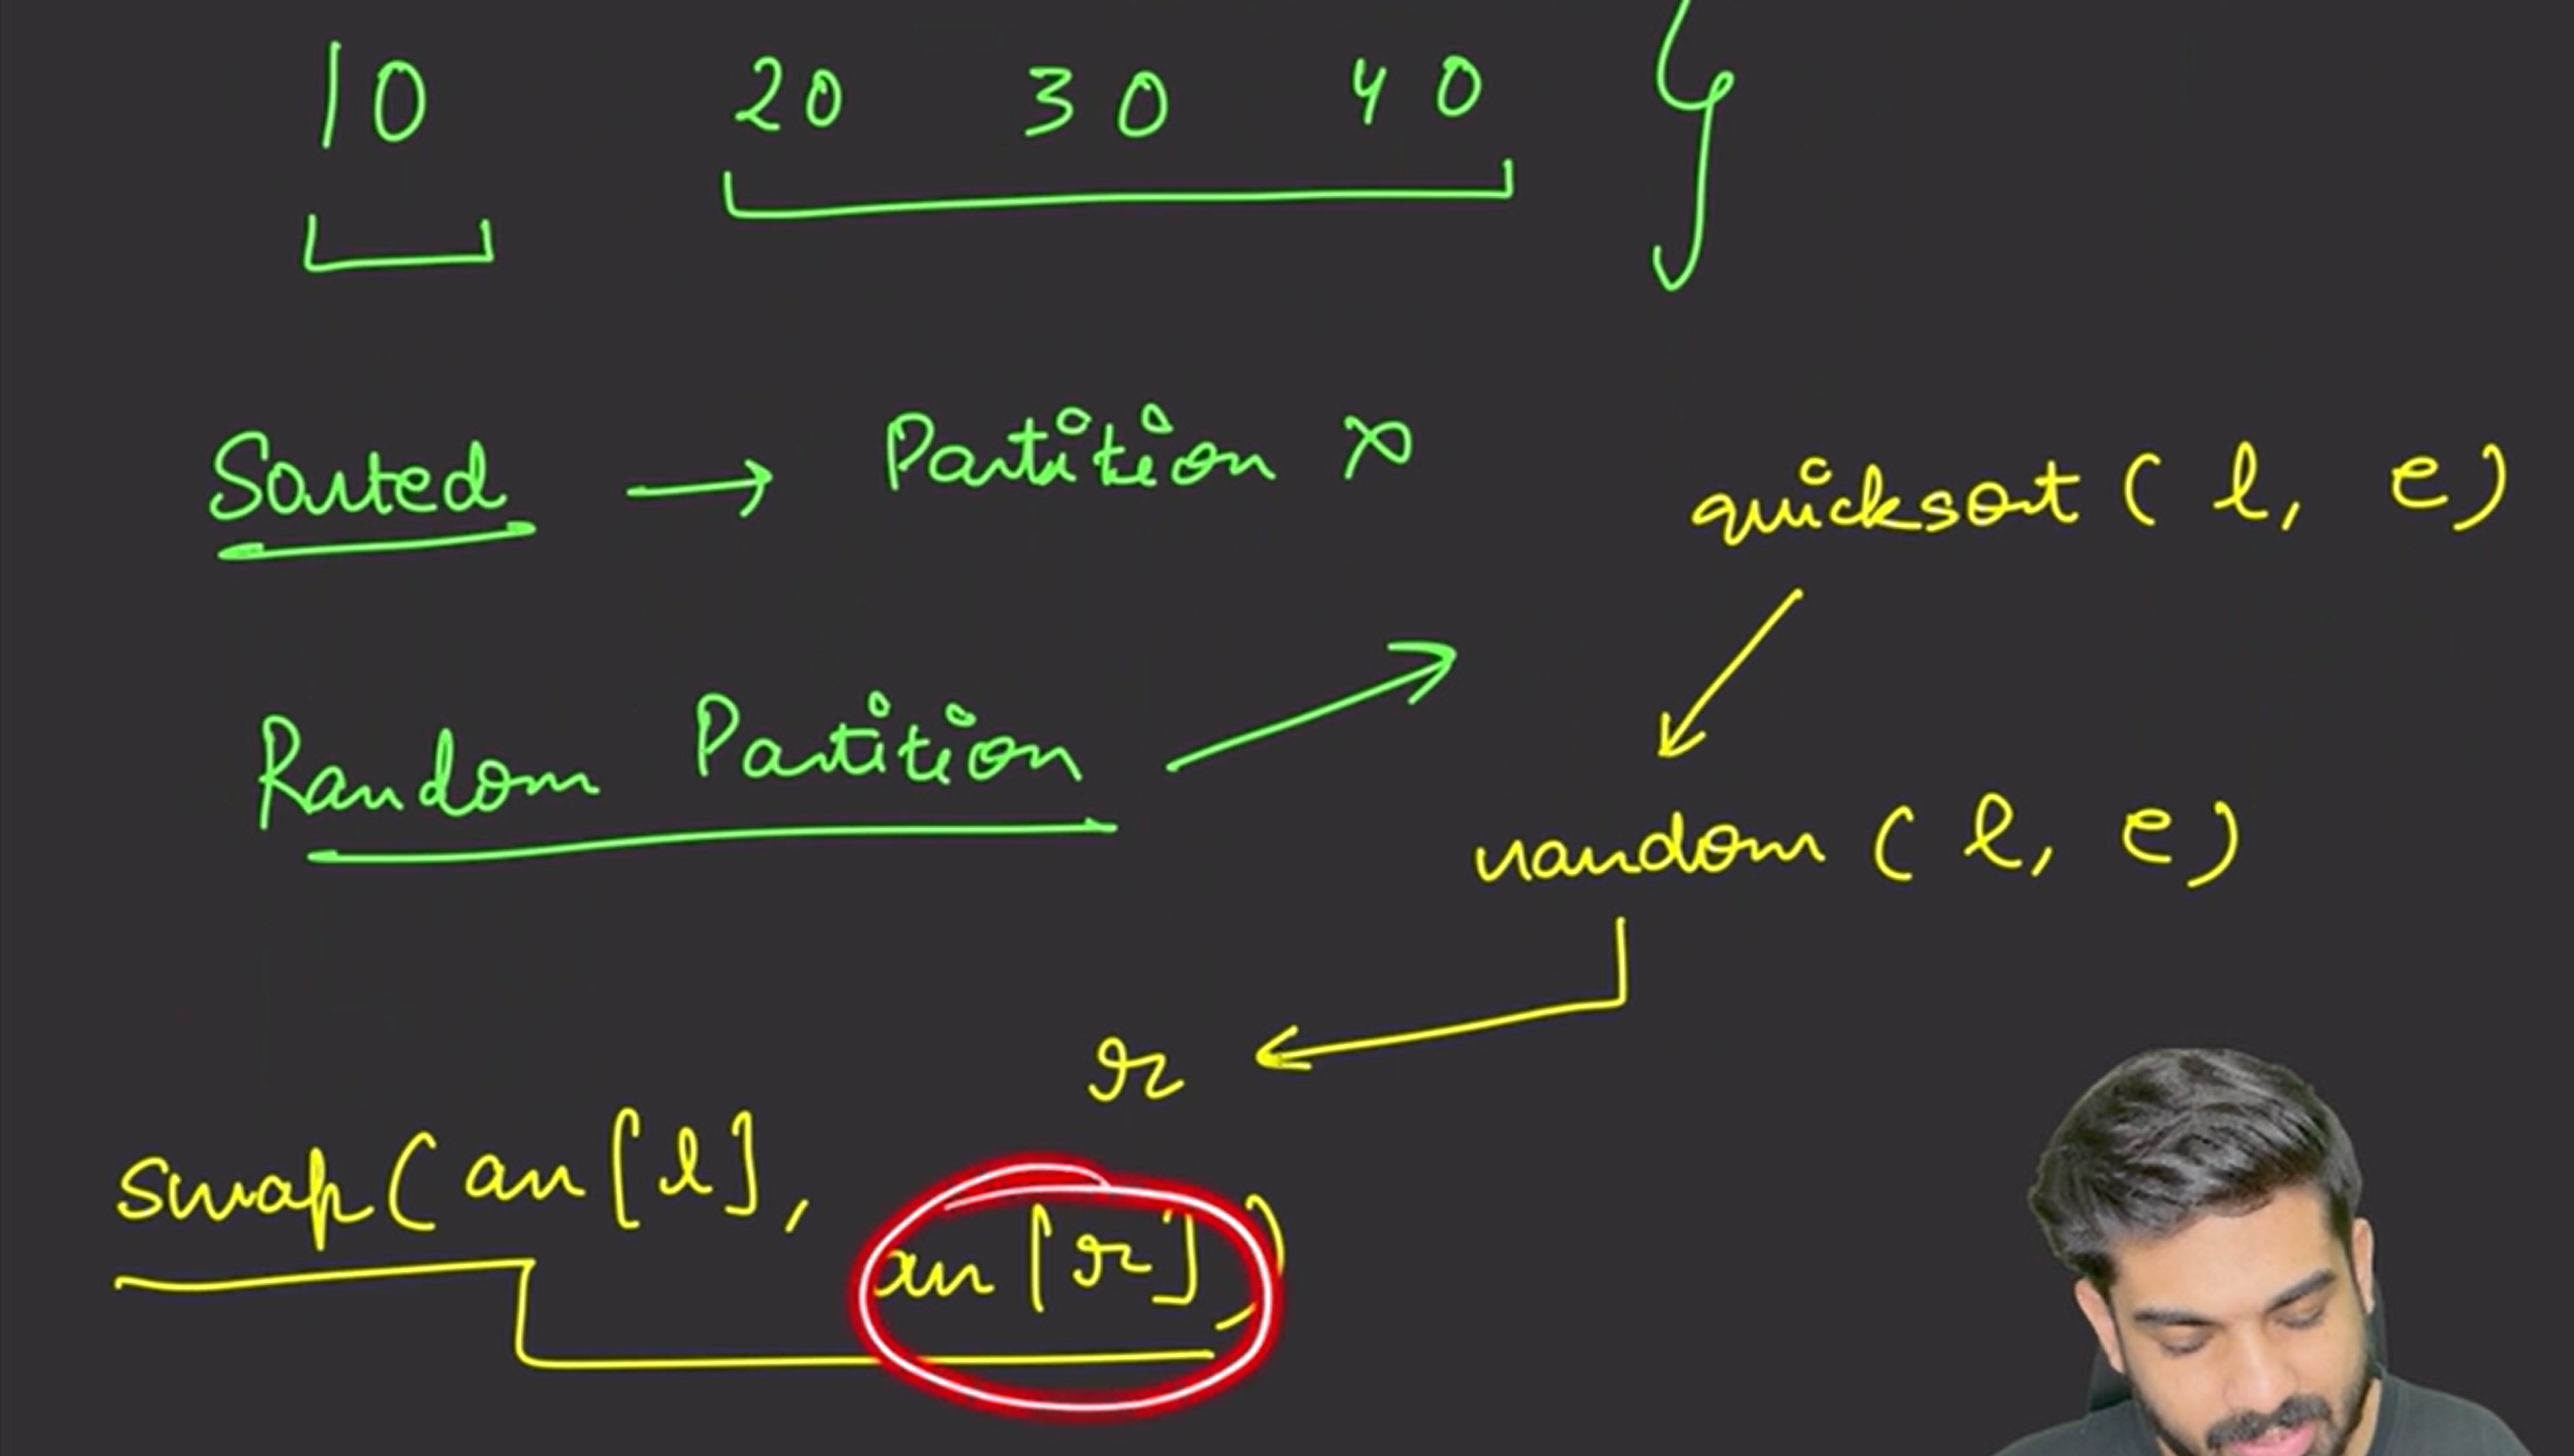 10 20 30 40 }
Sorted → Partition x
quicksort ( l, e )
Random Partition →
random ( l, e )
r ←
swap ( arr [ l ], arr [ r ] )